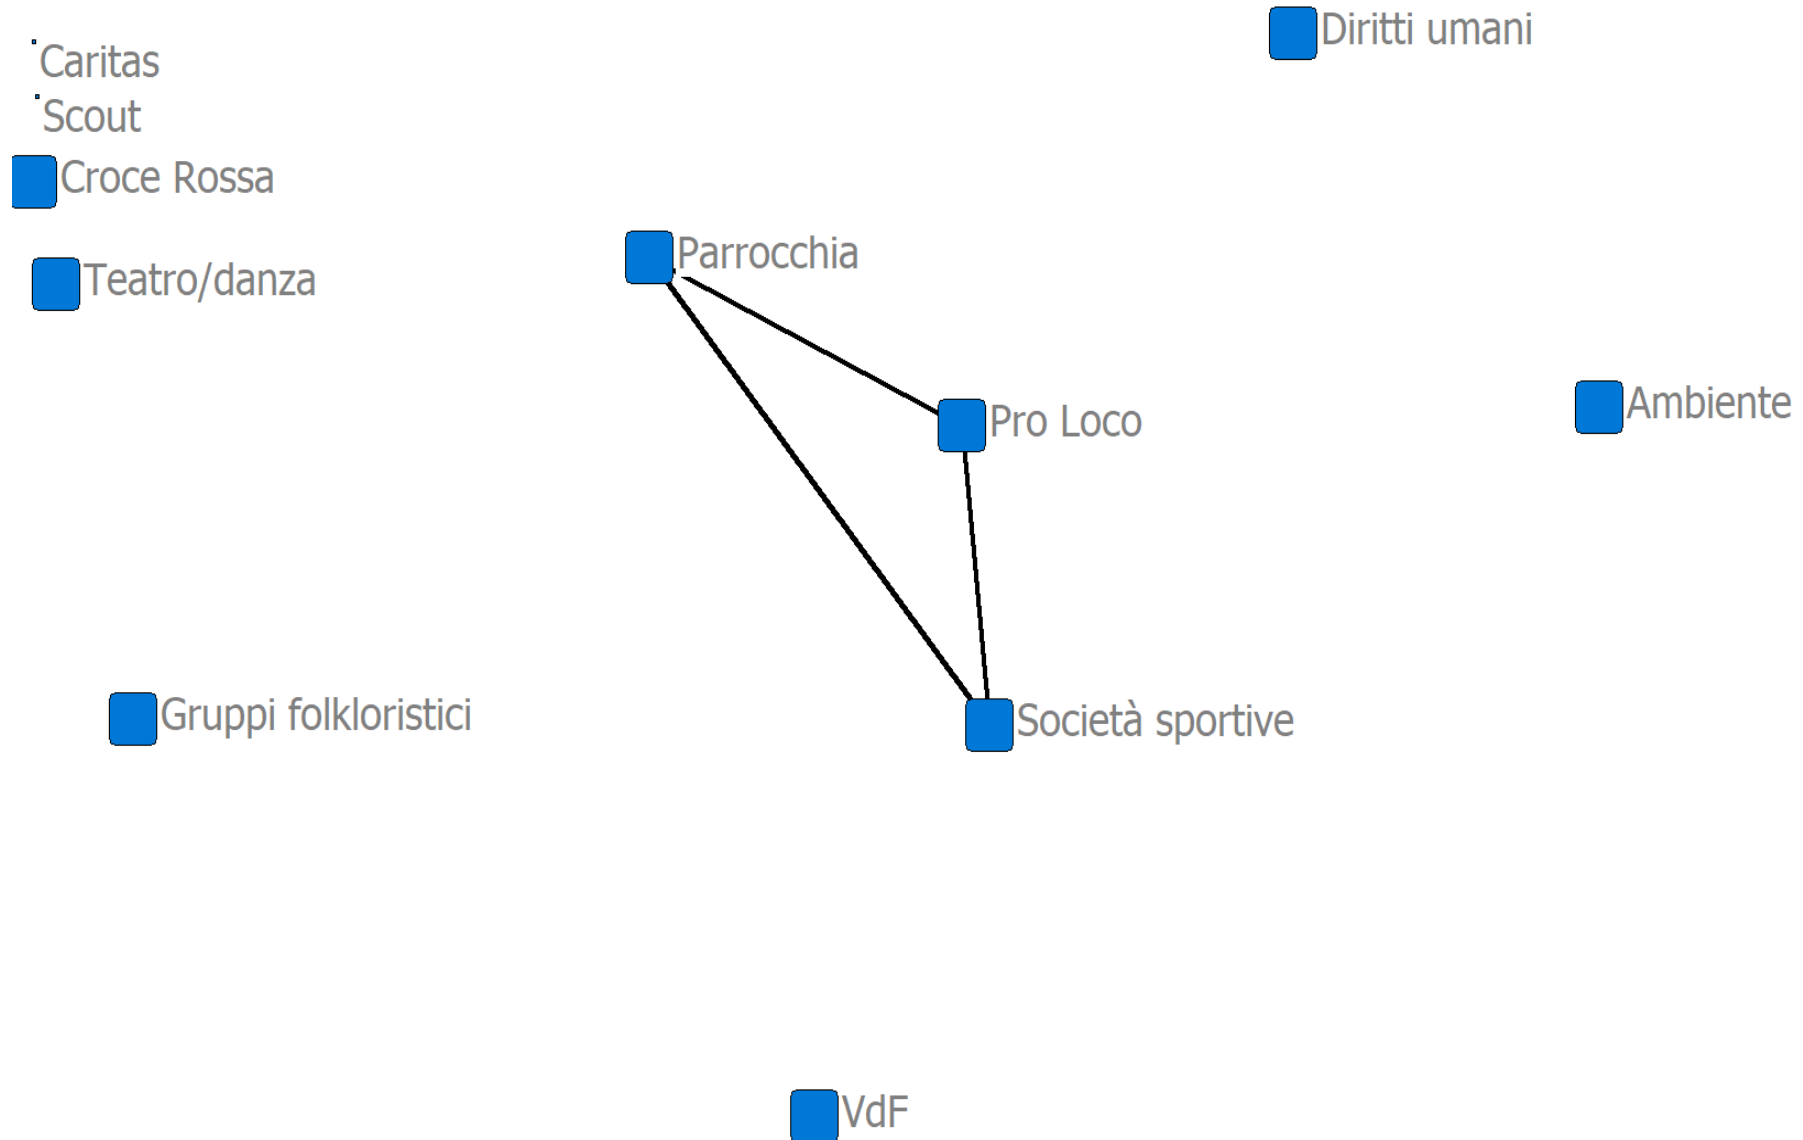 Diritti umani
Caritas
Scout
Croce Rossa
Parrocchia
Teatro/danza
Ambiente
Pro Loco
Gruppi folkloristici
Società sportive
VdF